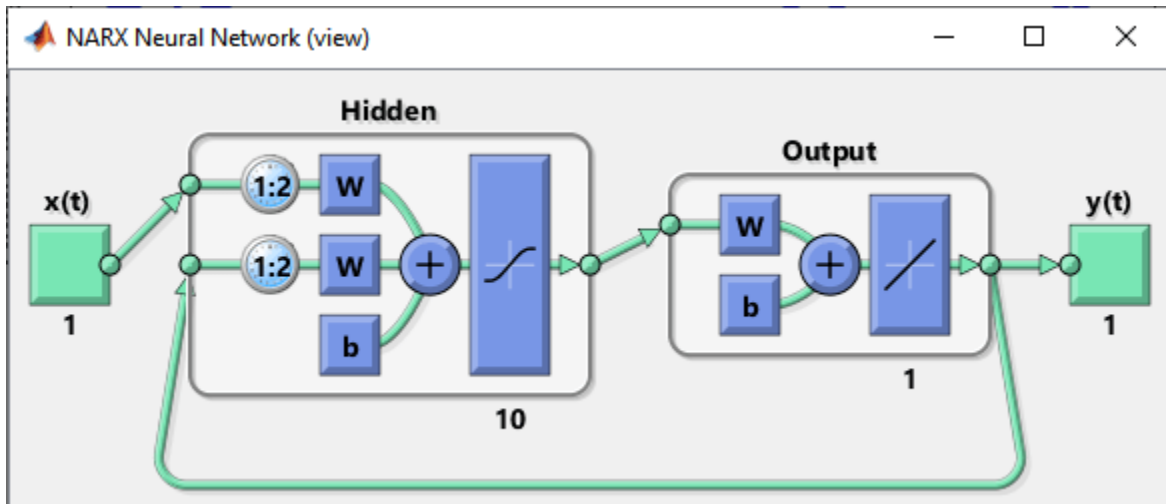 NARX Neural Network (view)
Hidden
x(t)
1:2
W
1:2
W
b
1
10
Output
W
b
1
y(t)
1